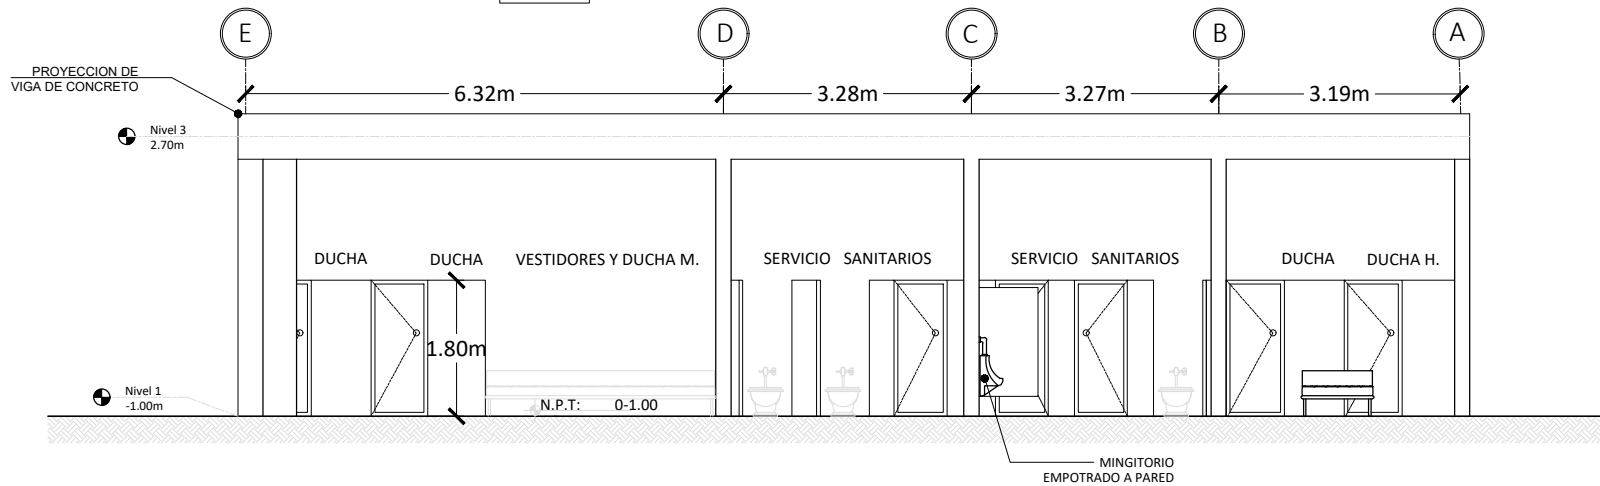 E D C B A
PROYECCION DE
VIGA DE CONCRETO
6.32m 3.28m 3.27m 3.19m
Nivel 3
2.70m
DUCHA DUCHA VESTIDORES Y DUCHA M. SERVICIO SANITARIOS SERVICIO SANITARIOS DUCHA DUCHA H.
1.80m
Nivel 1
-1.00m
N.P.T: 0-1.00
MINGITORIO
EMPOTRADO A PARED